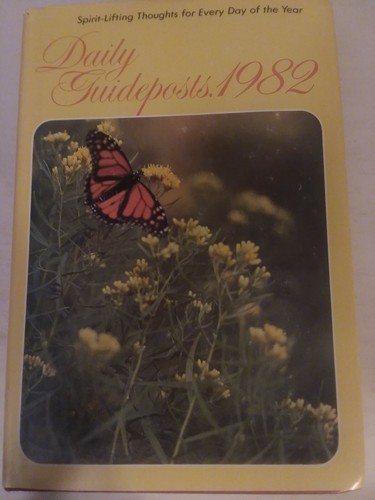 Spirit-Lifting Thoughts for Every Day of the Year
Daily
Guideposts, 1982